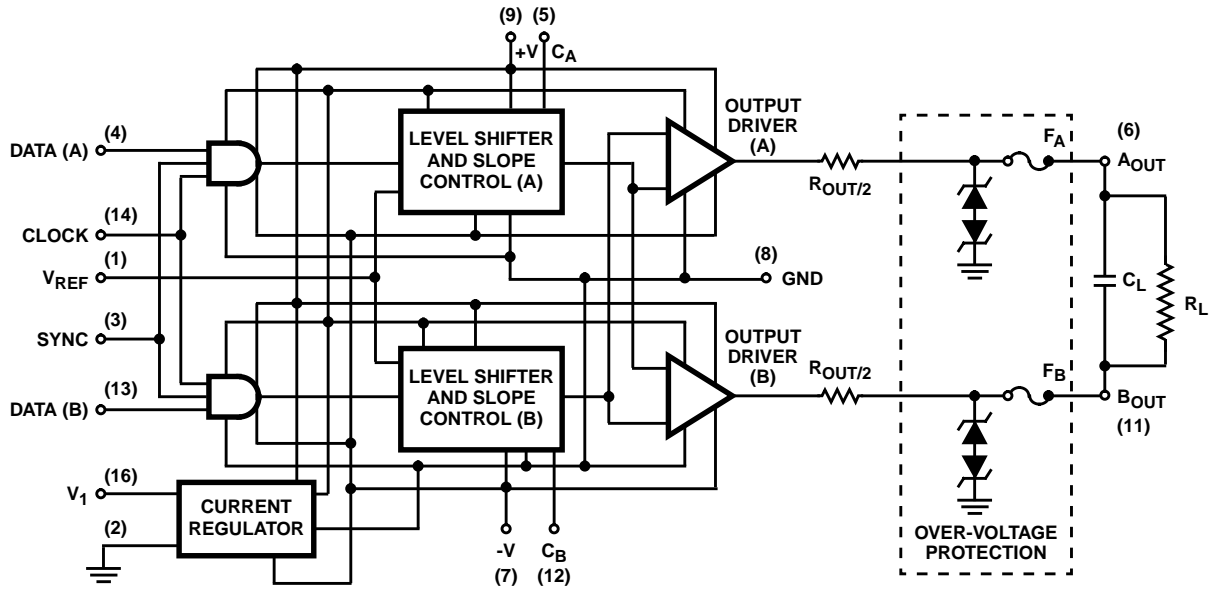 (9) (5)
+V C_A
DATA (A) (4)
LEVEL SHIFTER
AND SLOPE
CONTROL (A)
OUTPUT
DRIVER
(A)
R_OUT/2
F_A
(6)
A_OUT
CLOCK (14)
V_REF (1)
(8)
GND
C_L
R_L
SYNC (3)
DATA (B) (13)
LEVEL SHIFTER
AND SLOPE
CONTROL (B)
OUTPUT
DRIVER
(B)
R_OUT/2
F_B
B_OUT
(11)
V_1 (16)
(2)
CURRENT
REGULATOR
-V C_B
(7) (12)
OVER-VOLTAGE
PROTECTION